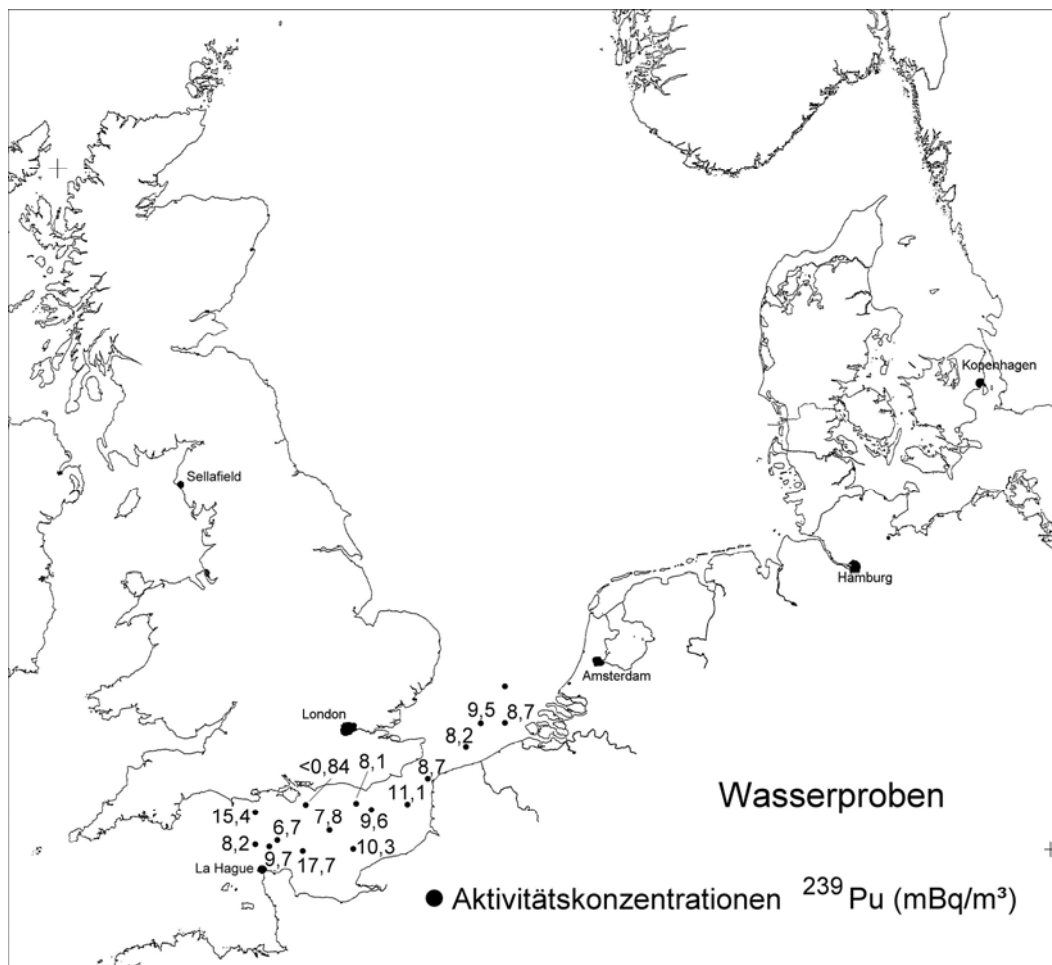 Kopenhagen
Sellafield
Hamburg
Amsterdam
London
9,5
8,7
8,2
8,7
<0,84
8,1
11,1
15,4
7,8
9,6
6,7
8,2
9,7
17,7
10,3
La Hague
Wasserproben
Aktivitätskonzentrationen ²³⁹Pu (mBq/m³)